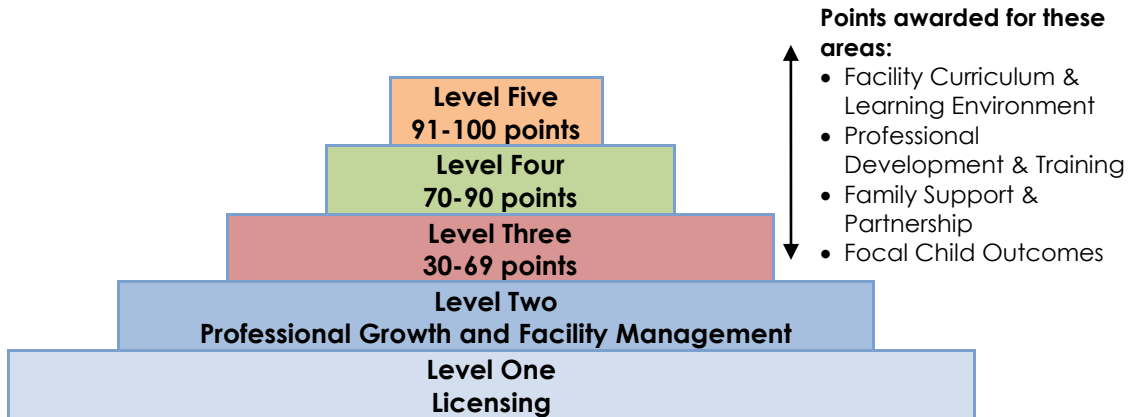 Level Five
91-100 points
Level Four
70-90 points
Level Three
30-69 points
Level Two
Professional Growth and Facility Management
Level One
Licensing
Points awarded for these
areas:
• Facility Curriculum &
Learning Environment
• Professional
Development & Training
• Family Support &
Partnership
• Focal Child Outcomes